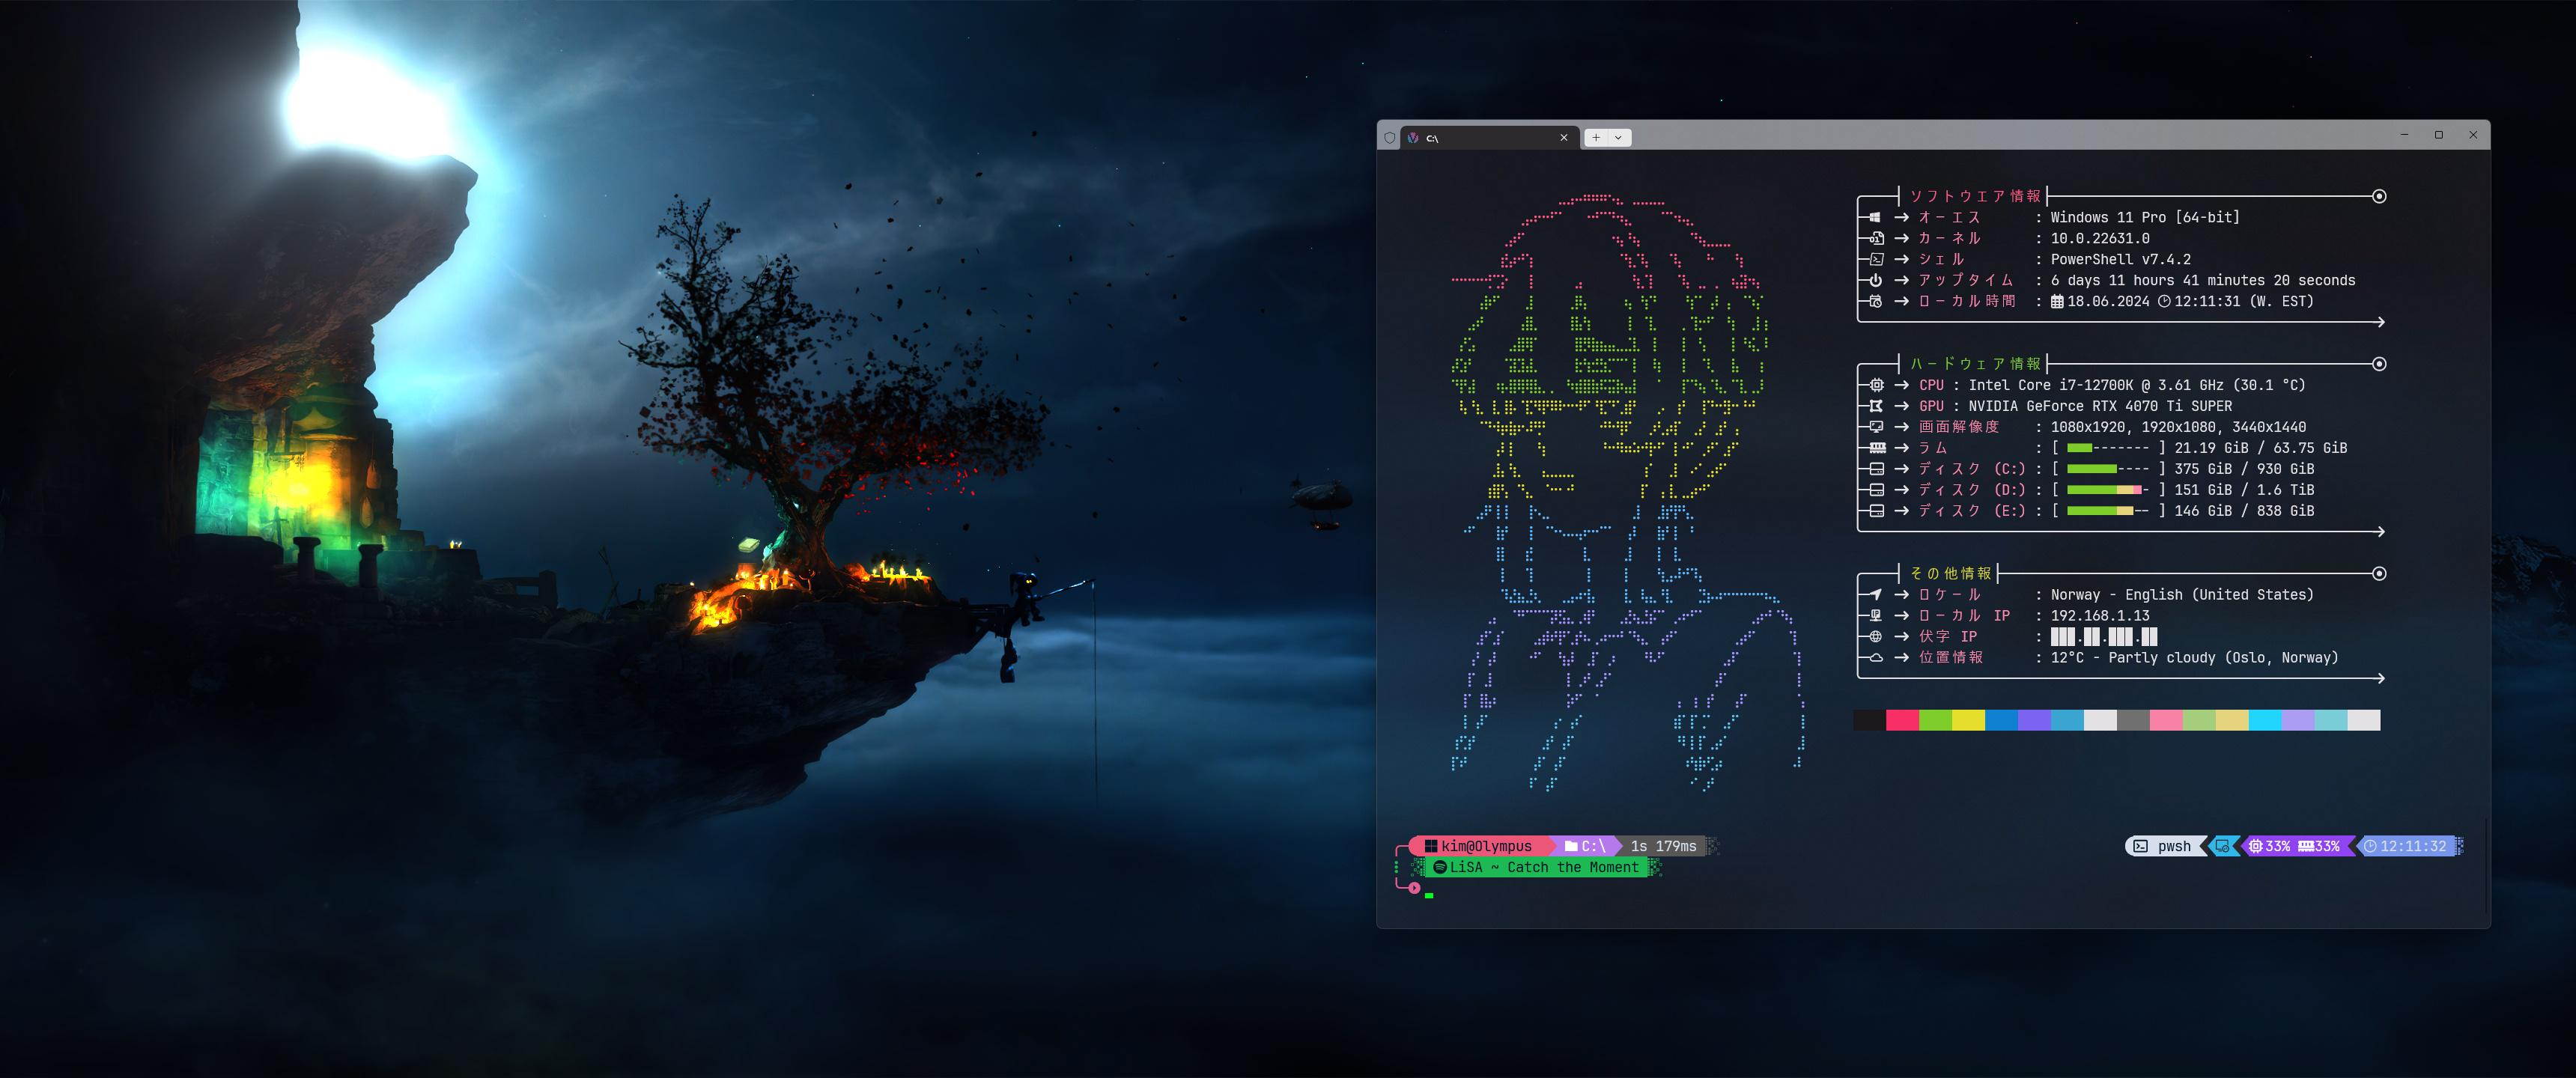 C:\
ソフトウェア情報
オーエス : Windows 11 Pro [64-bit]
カーネル : 10.0.22631.0
シェル : PowerShell v7.4.2
アップタイム : 6 days 11 hours 41 minutes 20 seconds
ローカル時間 : 18.06.2024 12:11:31 (W. EST)
ハードウェア情報
CPU : Intel Core i7-12700K @ 3.61 GHz (30.1 °C)
GPU : NVIDIA GeForce RTX 4070 Ti SUPER
画面解像度 : 1080x1920, 1920x1080, 3440x1440
ラム : [ ------- ] 21.19 GiB / 63.75 GiB
ディスク (C:) : [ ---- ] 375 GiB / 930 GiB
ディスク (D:) : [ - ] 151 GiB / 1.6 TiB
ディスク (E:) : [ -- ] 146 GiB / 838 GiB
その他情報
ロケール : Norway - English (United States)
ローカル IP : 192.168.1.13
伏字 IP : ███.██.███.██
位置情報 : 12°C - Partly cloudy (Oslo, Norway)
kim@Olympus C:\ 1s 179ms
pwsh 33% 33% 12:11:32
LiSA ~ Catch the Moment